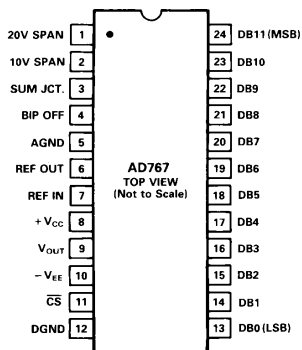 20V SPAN 1 24 DB11 (MSB)
10V SPAN 2 23 DB10
SUM JCT. 3 22 DB9
BIP OFF 4 21 DB8
AGND 5 20 DB7
REF OUT 6 19 DB6
REF IN 7 18 DB5
+VCC 8 17 DB4
VOUT 9 16 DB3
-VEE 10 15 DB2
C̅S̅ 11 14 DB1
DGND 12 13 DB0 (LSB)
AD767
TOP VIEW
(Not to Scale)